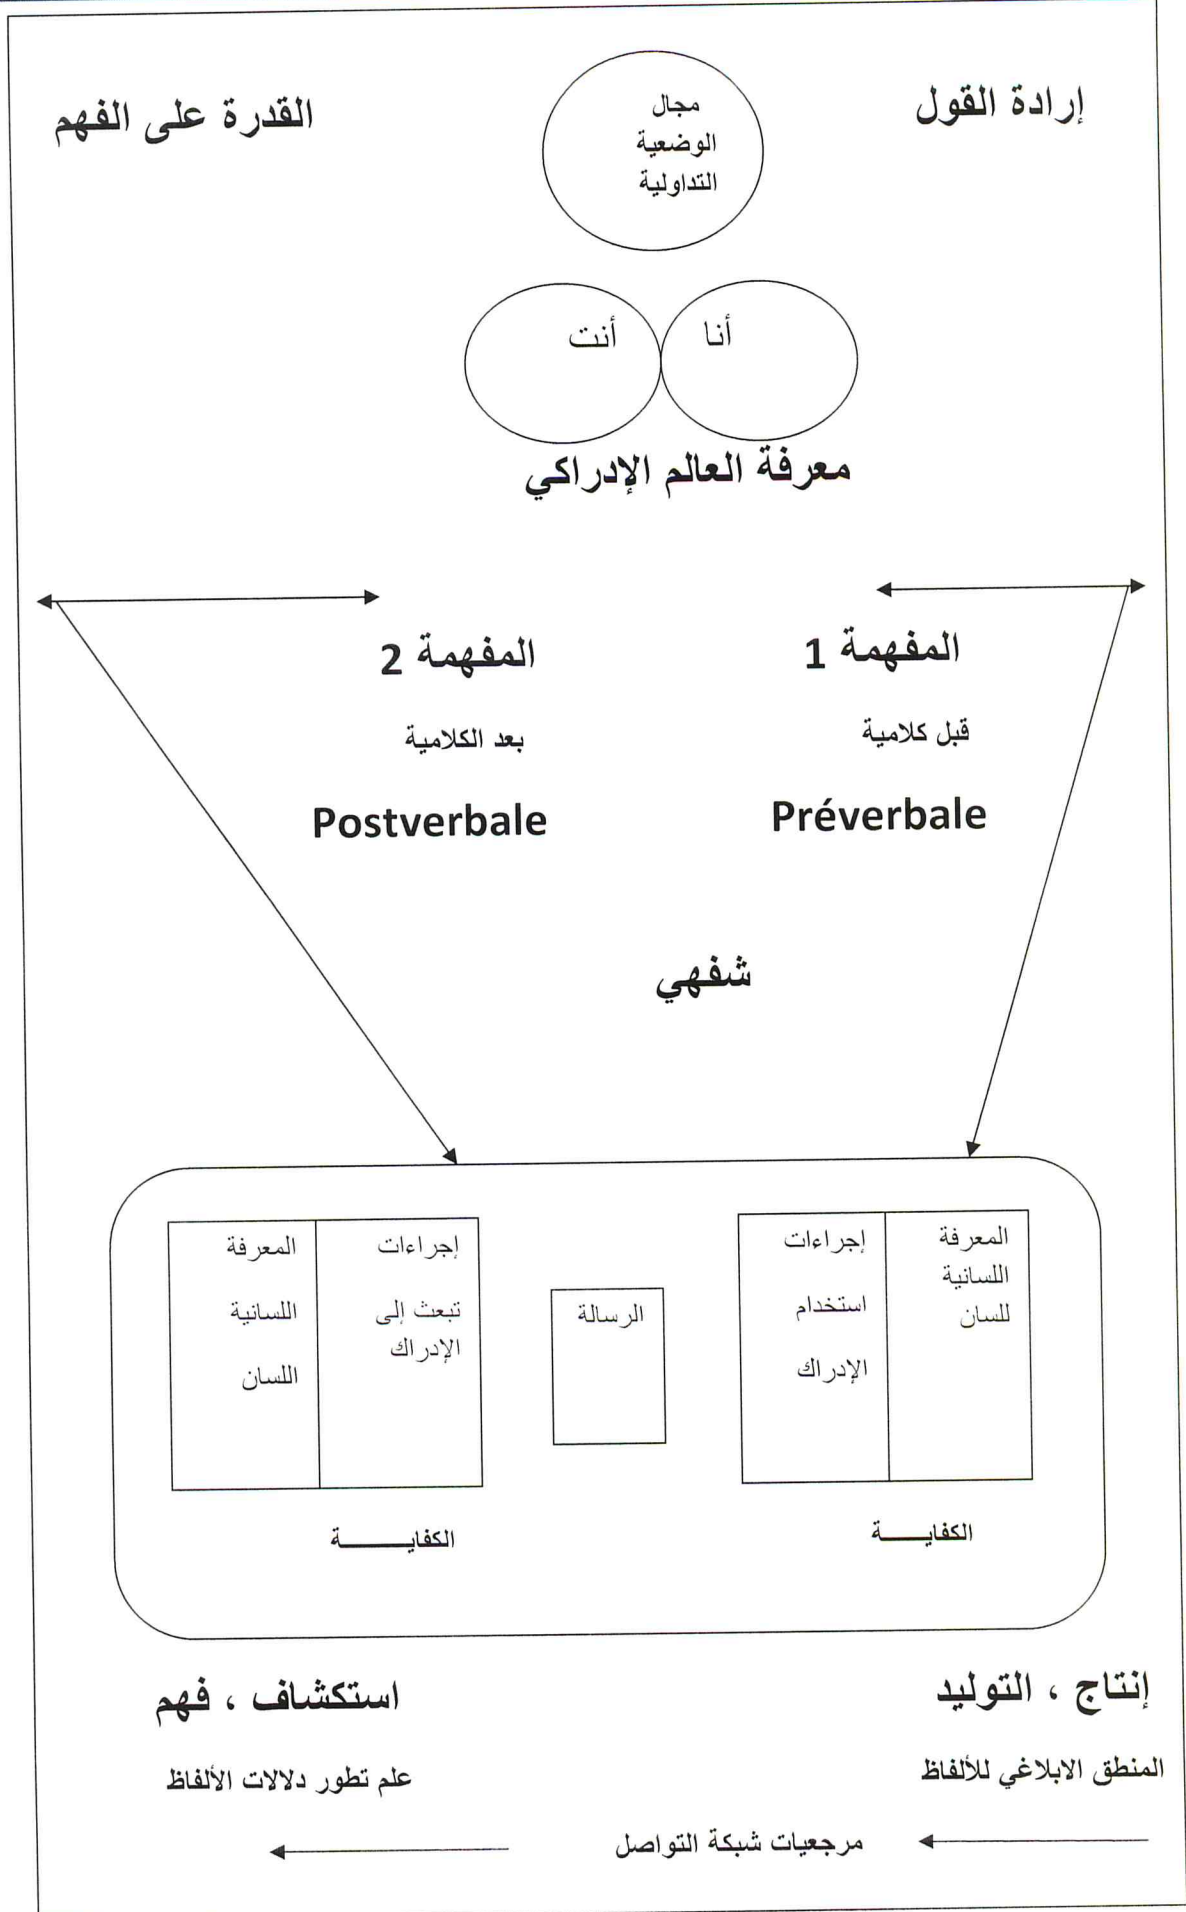 إرادة القول
القدرة على الفهم
مجال
الوضعية
التداولية
أنا
أنت
معرفة العالم الإدراكي
المفهمة 1
المفهمة 2
قبل كلامية
بعد الكلامية
Préverbale
Postverbale
شفهي
المعرفة
اللسانية
للسان
إجراءات
استخدام
الإدراك
الرسالة
إجراءات
تبعث إلى
الإدراك
المعرفة
اللسانية
اللسان
الكفايـــــة
الكفايـــــة
إنتاج ، التوليد
استكشاف ، فهم
المنطق الابلاغي للألفاظ
علم تطور دلالات الألفاظ
مرجعيات شبكة التواصل